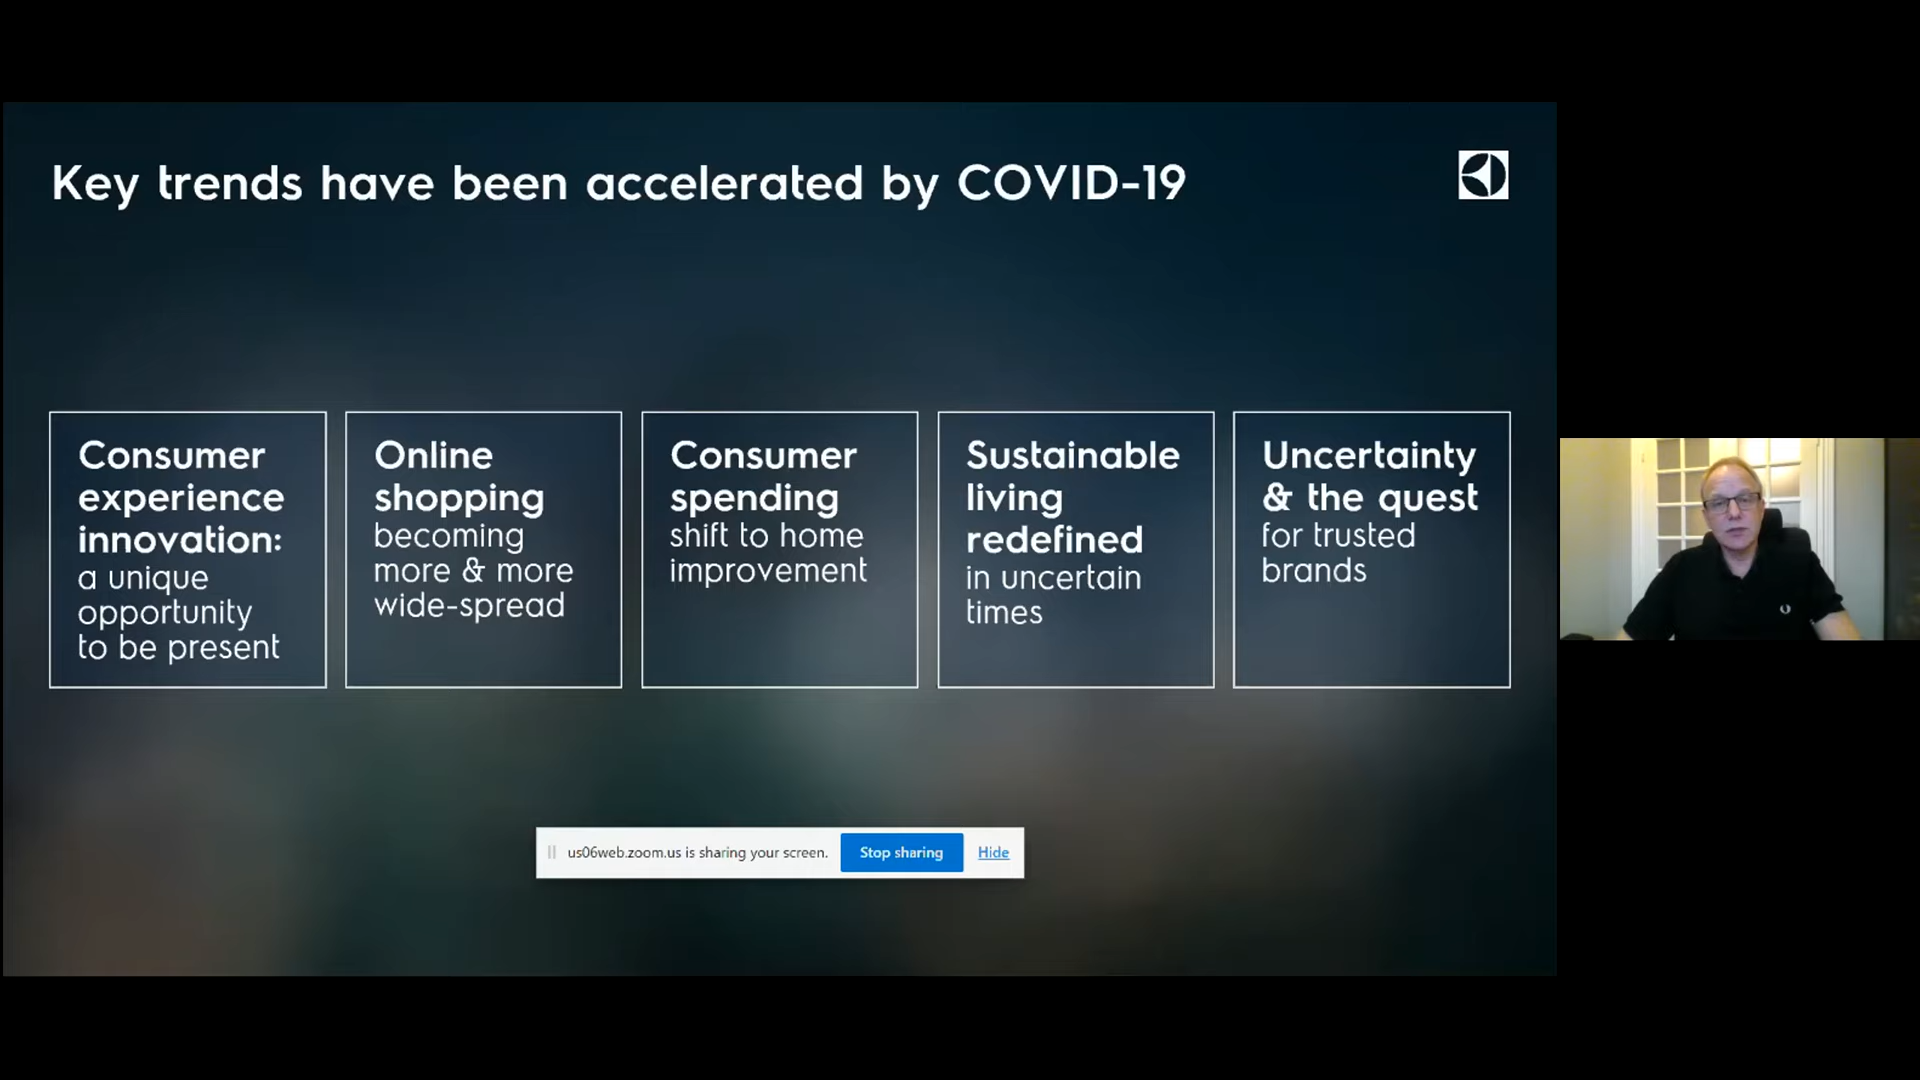 Key trends have been accelerated by COVID-19
Consumer
experience
innovation:
a unique
opportunity
to be present
Online
shopping
becoming
more & more
wide-spread
Consumer
spending
shift to home
improvement
Sustainable
living
redefined
in uncertain
times
Uncertainty
& the quest
for trusted
brands
us06web.zoom.us is sharing your screen.
Stop sharing
Hide